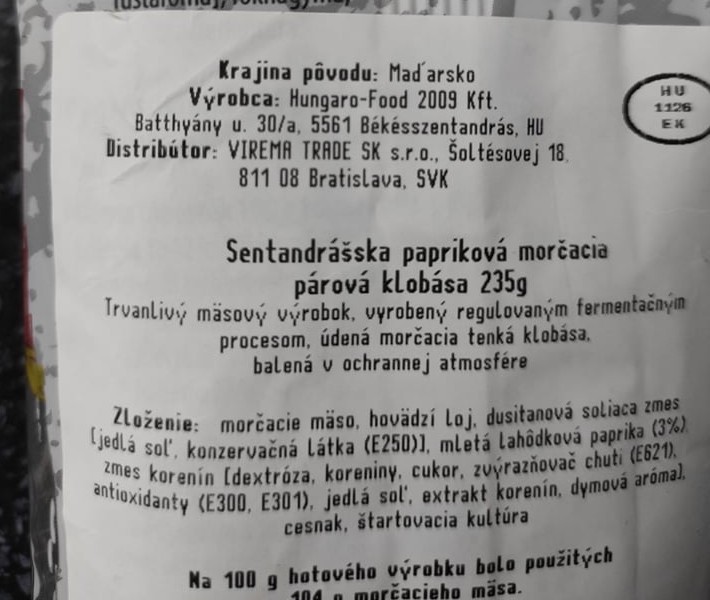 Krajina pôvodu: Maďarsko
Výrobca: Hungaro-Food 2009 Kft.
Batthyány u. 30/a, 5561 Békésszentandrás, HU
Distribútor: VIREMA TRADE SK s.r.o., Šoltésovej 18,
811 08 Bratislava, SVK
HU
1126
EK
Sentandrášska papriková morčacia
párová klobása 235g
Trvanlivý mäsový výrobok, vyrobený regulovaným fermentačným
procesom, údená morčacia tenká klobása,
balená v ochrannej atmosfére
Zloženie: morčacie mäso, hovädzí loj, dusitanová soliaca zmes
[jedlá soľ, konzervačná látka (E250)], mletá lahôdková paprika (3%)
zmes korenín [dextróza, koreniny, cukor, zvýrazňovač chuti (E621),
antioxidanty (E300, E301), jedlá soľ, extrakt korenín, dymová aróma],
cesnak, štartovacia kultúra
Na 100 g hotového výrobku bolo použitých
104 g morčacieho mäsa.